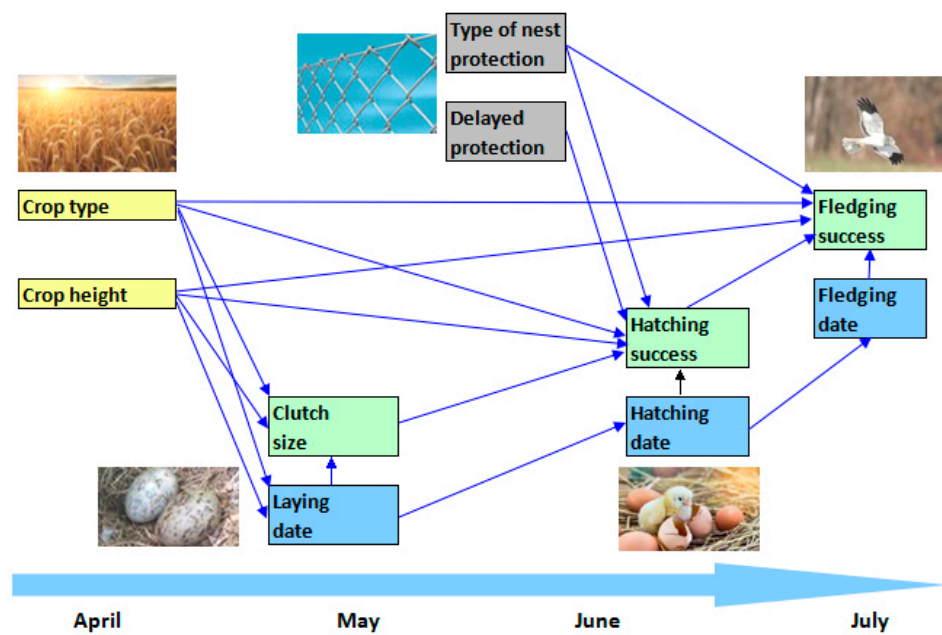 Type of nest
protection
Delayed
protection
Crop type
Fledging
success
Crop height
Fledging
date
Hatching
success
Clutch
size
Hatching
date
Laying
date
April
May
June
July